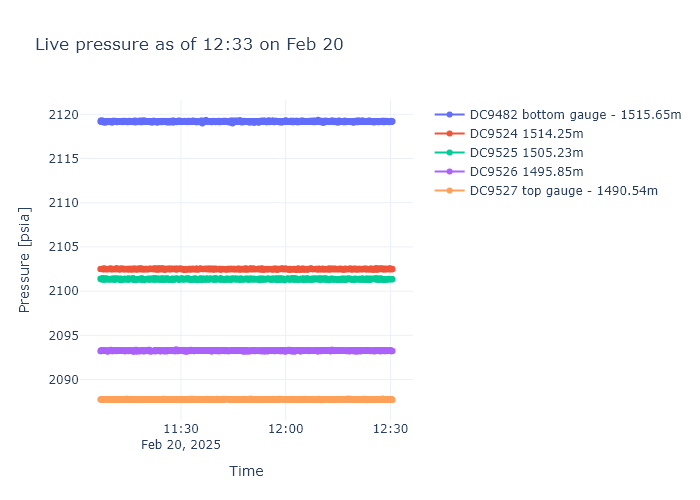 Live pressure as of 12:33 on Feb 20
DC9482 bottom gauge - 1515.65m
DC9524 1514.25m
DC9525 1505.23m
DC9526 1495.85m
DC9527 top gauge - 1490.54m
Pressure [psia]
2120
2115
2110
2105
2100
2095
2090
11:30
Feb 20, 2025
12:00
12:30
Time